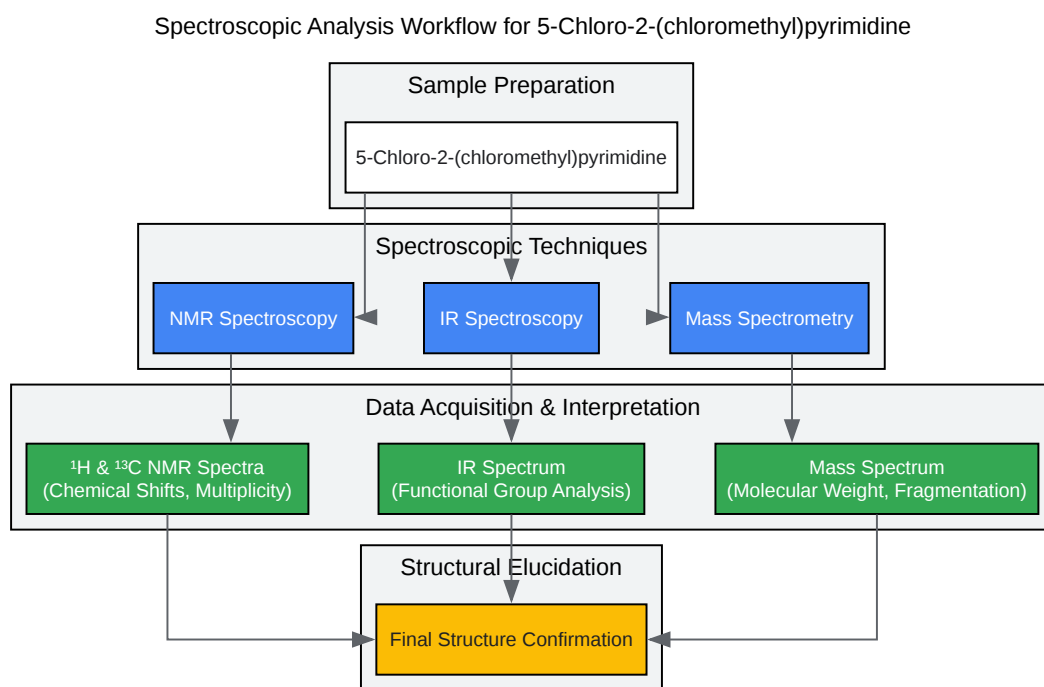 Spectroscopic Analysis Workflow for 5-Chloro-2-(chloromethyl)pyrimidine
Sample Preparation
5-Chloro-2-(chloromethyl)pyrimidine
Spectroscopic Techniques
NMR Spectroscopy
IR Spectroscopy
Mass Spectrometry
Data Acquisition & Interpretation
¹H & ¹³C NMR Spectra
(Chemical Shifts, Multiplicity)
IR Spectrum
(Functional Group Analysis)
Mass Spectrum
(Molecular Weight, Fragmentation)
Structural Elucidation
Final Structure Confirmation